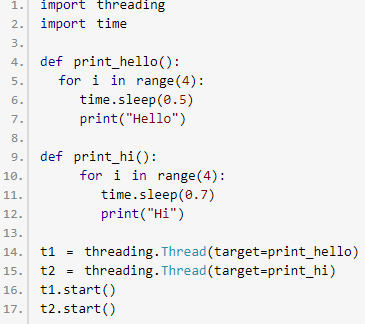 1. import threading
2. import time
3.
4. def print_hello():
5.   for i in range(4):
6.      time.sleep(0.5)
7.      print("Hello")
8.
9. def print_hi():
10.      for i in range(4):
11.         time.sleep(0.7)
12.         print("Hi")
13.
14. t1 = threading.Thread(target=print_hello)
15. t2 = threading.Thread(target=print_hi)
16. t1.start()
17. t2.start()